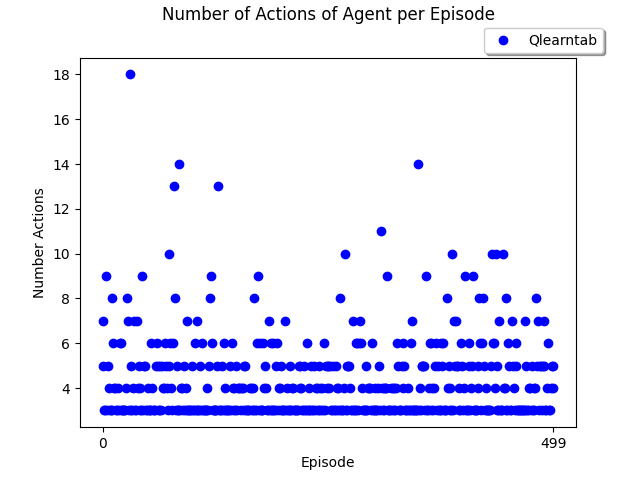 Number of Actions of Agent per Episode
Qlearntab
18
16
14
12
10
8
6
4
Number Actions
0
499
Episode